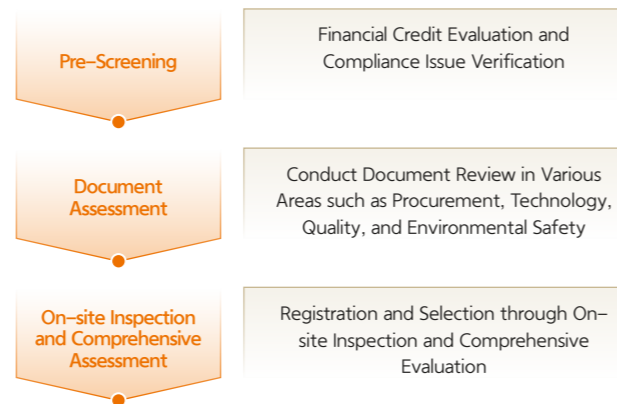 Pre–Screening
Financial Credit Evaluation and
Compliance Issue Verification
Document
Assessment
Conduct Document Review in Various
Areas such as Procurement, Technology,
Quality, and Environmental Safety
On–site Inspection
and Comprehensive
Assessment
Registration and Selection through On–
site Inspection and Comprehensive
Evaluation